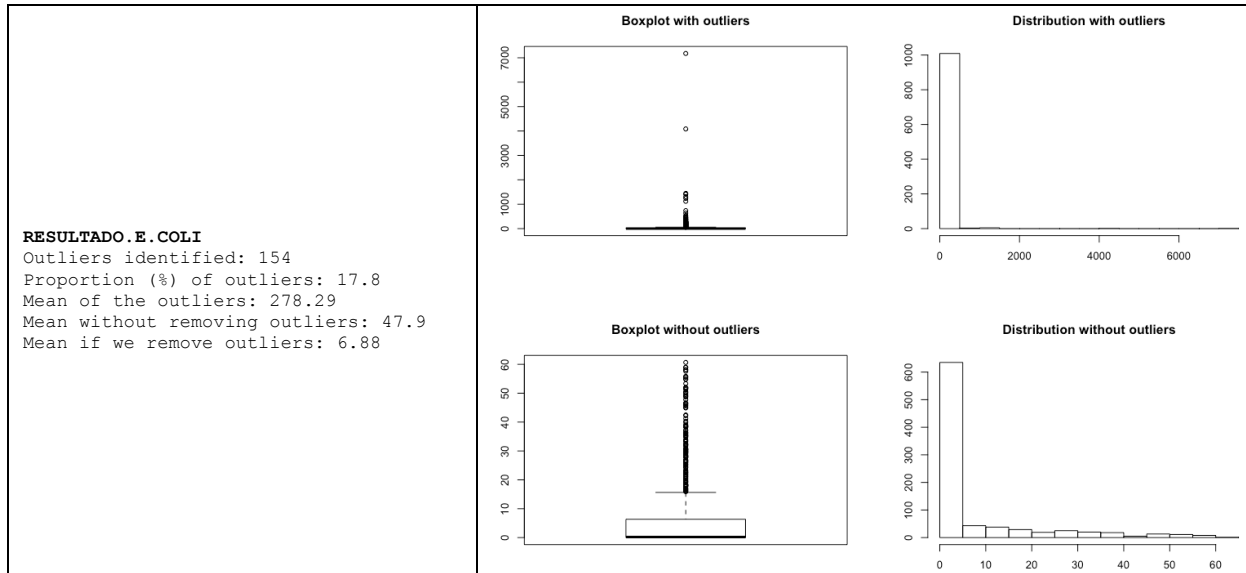 RESULTADO.E.COLI
Outliers identified: 154
Proportion (%) of outliers: 17.8
Mean of the outliers: 278.29
Mean without removing outliers: 47.9
Mean if we remove outliers: 6.88
Boxplot with outliers
7000
5000
3000
1000
0
Distribution with outliers
1000
800
600
400
200
0
0 2000 4000 6000
Boxplot without outliers
60
50
40
30
20
10
0
Distribution without outliers
600
500
400
300
200
100
0
0 10 20 30 40 50 60